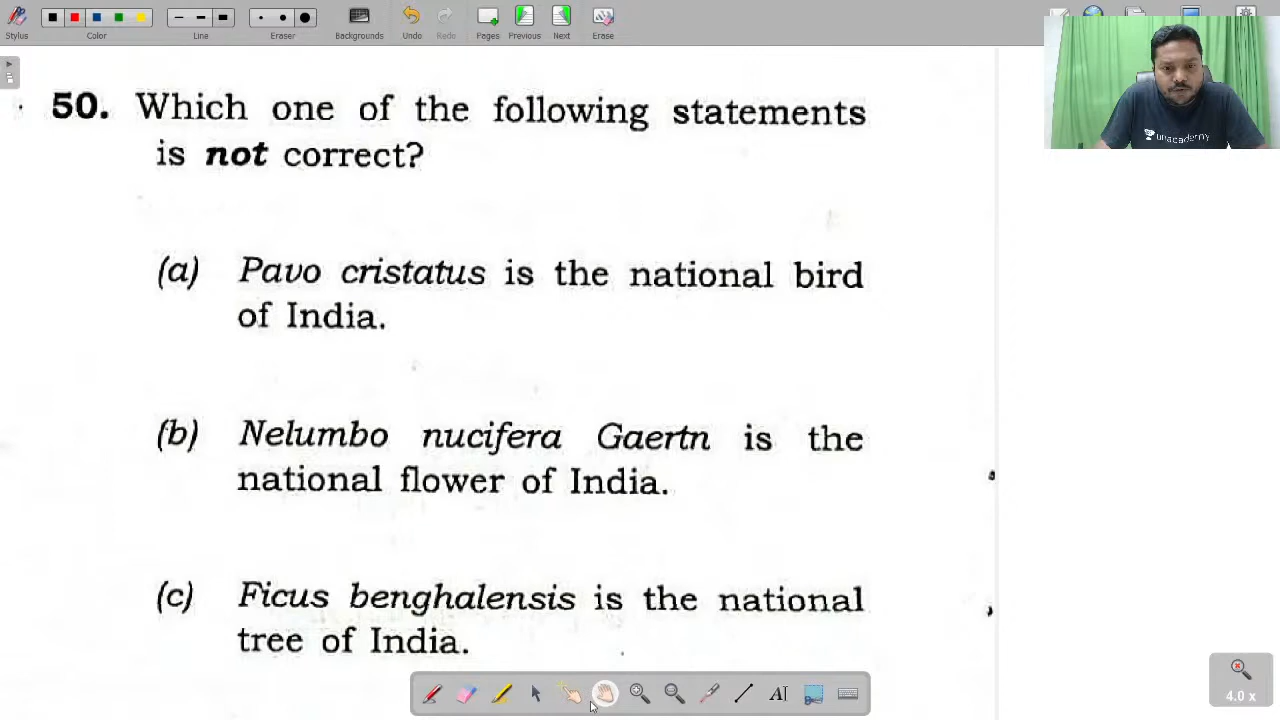 Stylus
Color
Line
Eraser
Backgrounds
Undo
Redo
Pages
Previous
Next
Erase
unacademy
50. Which one of the following statements
is not correct?
(a) Pavo cristatus is the national bird
of India.
(b) Nelumbo nucifera Gaertn is the
national flower of India.
(c) Ficus benghalensis is the national
tree of India.
AI
4.0 x